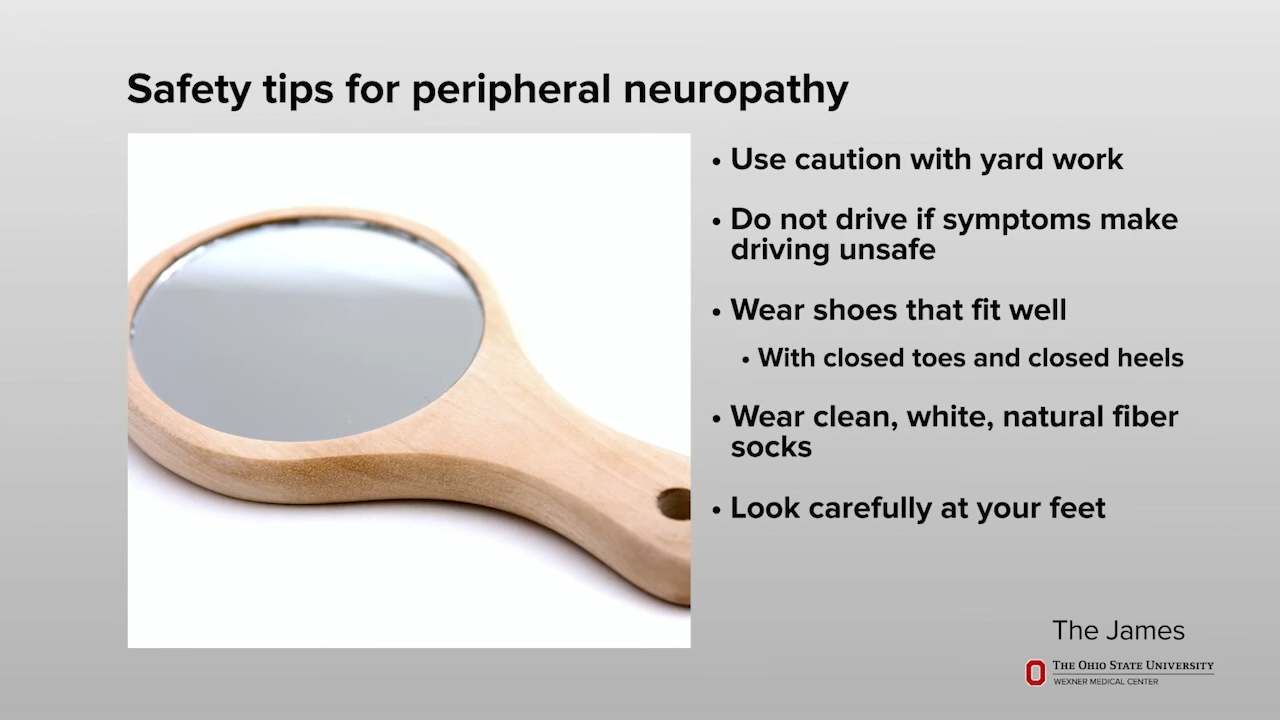 Safety tips for peripheral neuropathy
• Use caution with yard work
• Do not drive if symptoms make
driving unsafe
• Wear shoes that fit well
• With closed toes and closed heels
• Wear clean, white, natural fiber
socks
• Look carefully at your feet
The James
THE OHIO STATE UNIVERSITY
WEXNER MEDICAL CENTER